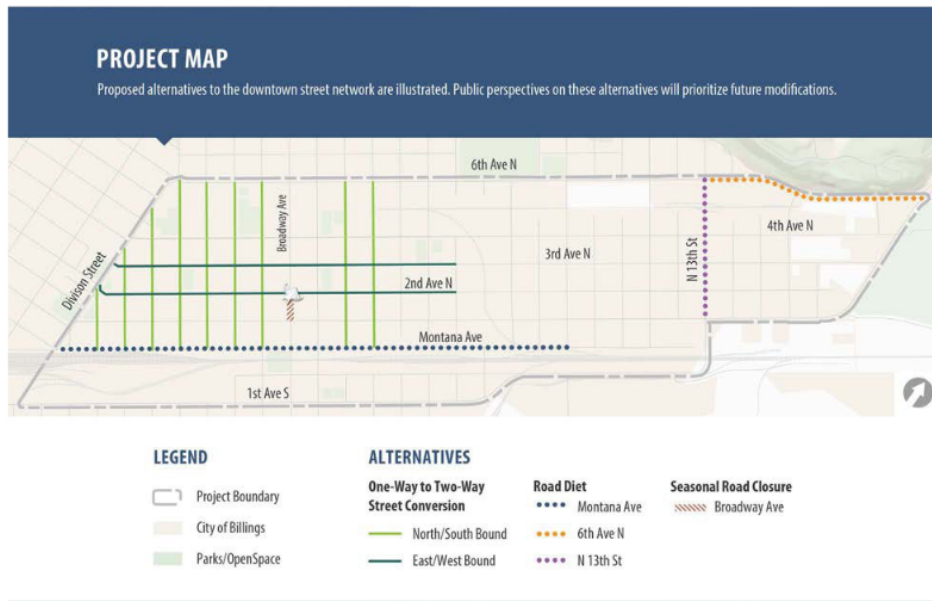 PROJECT MAP
Proposed alternatives to the downtown street network are illustrated. Public perspectives on these alternatives will prioritize future modifications.
6th Ave N
Broadway Ave
4th Ave N
3rd Ave N
N 13th St
Divison Street
2nd Ave N
Montana Ave
1st Ave S
LEGEND
Project Boundary
City of Billings
Parks/OpenSpace
ALTERNATIVES
One-Way to Two-Way
Street Conversion
North/South Bound
East/West Bound
Road Diet
Montana Ave
6th Ave N
N 13th St
Seasonal Road Closure
Broadway Ave